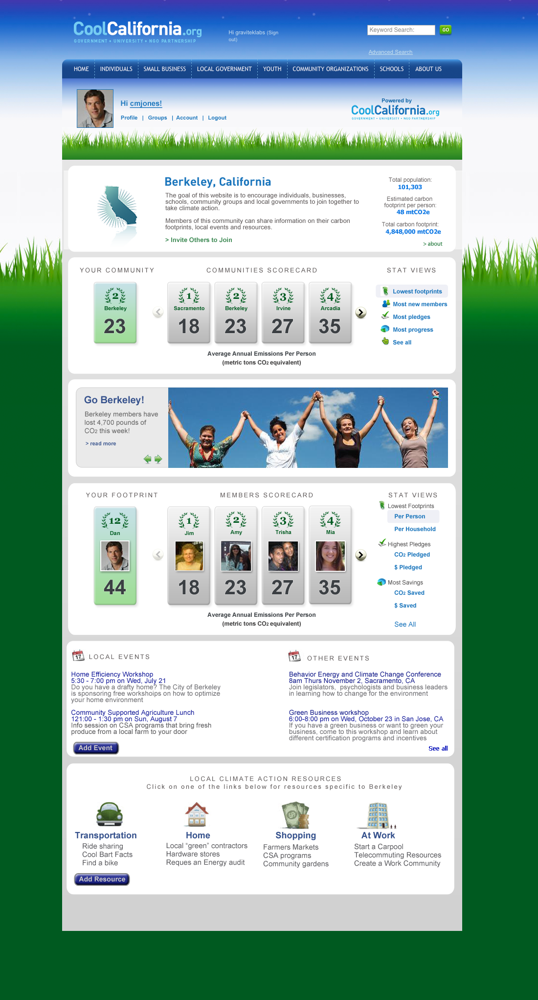 CoolCalifornia.org
GOVERNMENT • UNIVERSITY • NGO PARTNERSHIP
Hi graviteklabs (Sign
out)
Keyword Search:
GO
Advanced Search
HOME
INDIVIDUALS
SMALL BUSINESS
LOCAL GOVERNMENT
YOUTH
COMMUNITY ORGANIZATIONS
SCHOOLS
ABOUT US
Hi cmjones!
Profile | Groups | Account | Logout
Powered by
CoolCalifornia.org
GOVERNMENT • UNIVERSITY • NGO PARTNERSHIP
Berkeley, California
The goal of this website is to encourage individuals, businesses,
schools, community groups and local governments to join together to
take climate action.
Members of this community can share information on their carbon
footprints, local events and resources.
> Invite Others to Join
Total population:
101,303
Estimated carbon
footprint per person:
48 mtCO2e
Total carbon footprint:
4,848,000 mtCO2e
> about
YOUR COMMUNITY
2
Berkeley
23
COMMUNITIES SCORECARD
1
Sacramento
18
2
Berkeley
23
3
Irvine
27
4
Arcadia
35
Average Annual Emissions Per Person
(metric tons CO2 equivalent)
STAT VIEWS
Lowest footprints
Most new members
Most pledges
Most progress
See all
Go Berkeley!
Berkeley members have
lost 4,700 pounds of
CO2 this week!
> read more
YOUR FOOTPRINT
12
Dan
44
MEMBERS SCORECARD
1
Jim
18
2
Amy
23
3
Trisha
27
4
Mia
35
Average Annual Emissions Per Person
(metric tons CO2 equivalent)
STAT VIEWS
Lowest Footprints
Per Person
Per Household
Highest Pledges
CO2 Pledged
$ Pledged
Most Savings
CO2 Saved
$ Saved
See All
17
LOCAL EVENTS
Home Efficiency Workshop
5:30 - 7:00 pm on Wed, July 21
Do you have a drafty home? The City of Berkeley
is sponsoring free workshoips on how to optimize
your home environment
Community Supported Agriculture Lunch
121:00 - 1:30 pm on Sun, August 7
Info session on CSA programs that bring fresh
produce from a local farm to your door
Add Event
17
OTHER EVENTS
Behavior Energy and Climate Change Conference
8am Thurs November 2, Sacramento, CA
Join legislators, psychologists and business leaders
in learning how to change for the environment
Green Business workshop
6:00-8:00 pm on Wed, October 23 in San Jose, CA
If you have a green business or want to green your
business, come to this workshop and learn about
different certification programs and incentives
See all
LOCAL CLIMATE ACTION RESOURCES
Click on one of the links below for resources specific to Berkeley
Transportation
Ride sharing
Cool Bart Facts
Find a bike
Home
Local “green” contractors
Hardware stores
Reques an Energy audit
Shopping
Farmers Markets
CSA programs
Community gardens
At Work
Start a Carpool
Telecommuting Resources
Create a Work Community
Add Resource